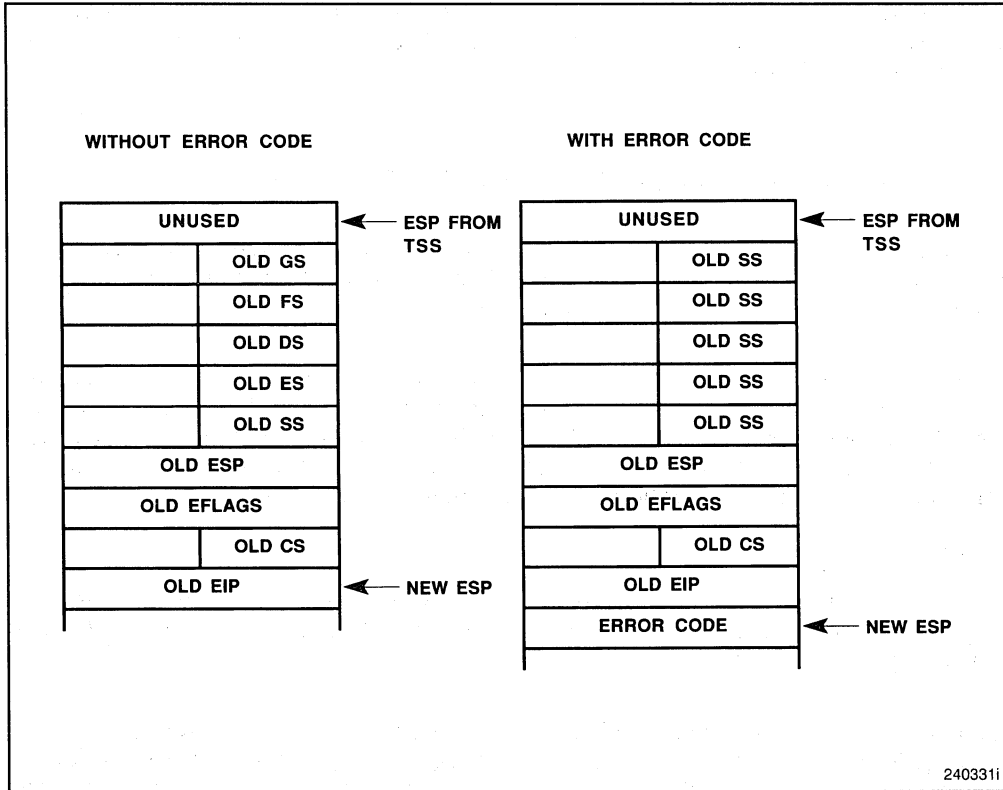 WITHOUT ERROR CODE
UNUSED
ESP FROM
TSS
OLD GS
OLD FS
OLD DS
OLD ES
OLD SS
OLD ESP
OLD EFLAGS
OLD CS
OLD EIP
NEW ESP
WITH ERROR CODE
UNUSED
ESP FROM
TSS
OLD SS
OLD SS
OLD SS
OLD SS
OLD SS
OLD ESP
OLD EFLAGS
OLD CS
OLD EIP
ERROR CODE
NEW ESP
240331i